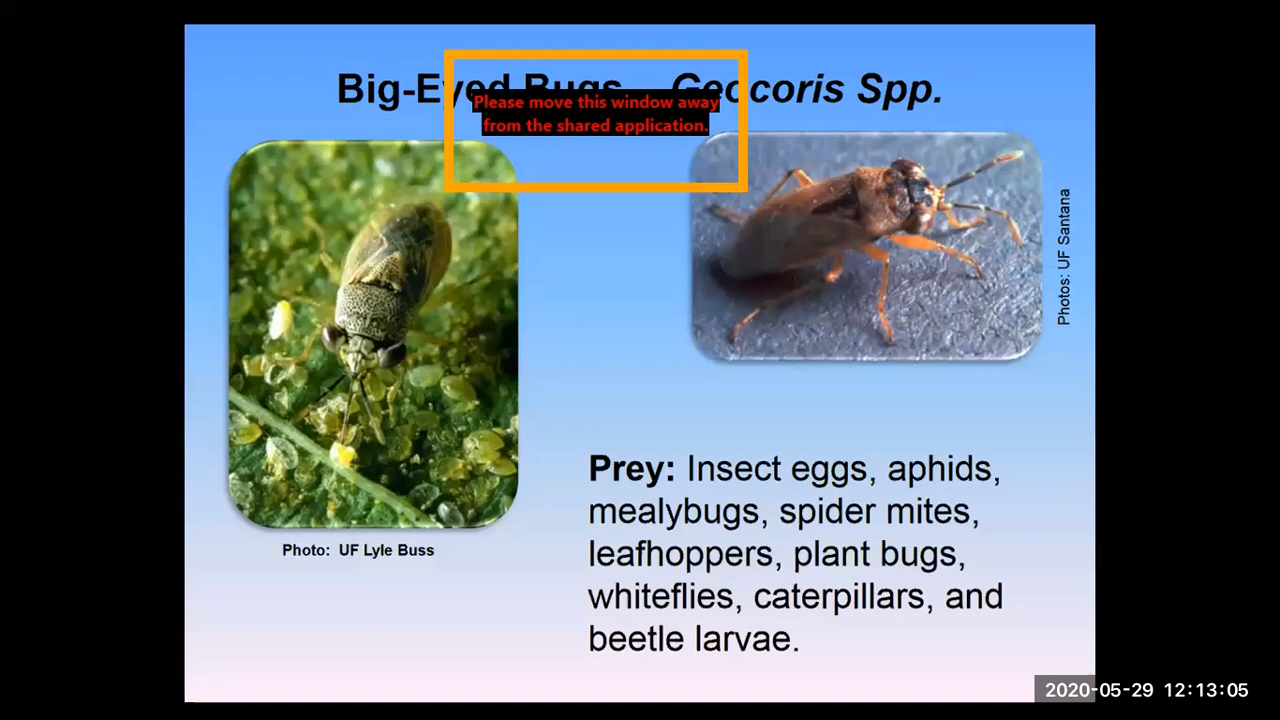 Big-Eyed Bugs - Geocoris Spp.
Please move this window away
from the shared application.
Photos: UF Santana
Prey: Insect eggs, aphids,
mealybugs, spider mites,
leafhoppers, plant bugs,
whiteflies, caterpillars, and
beetle larvae.
Photo: UF Lyle Buss
2020-05-29 12:13:05